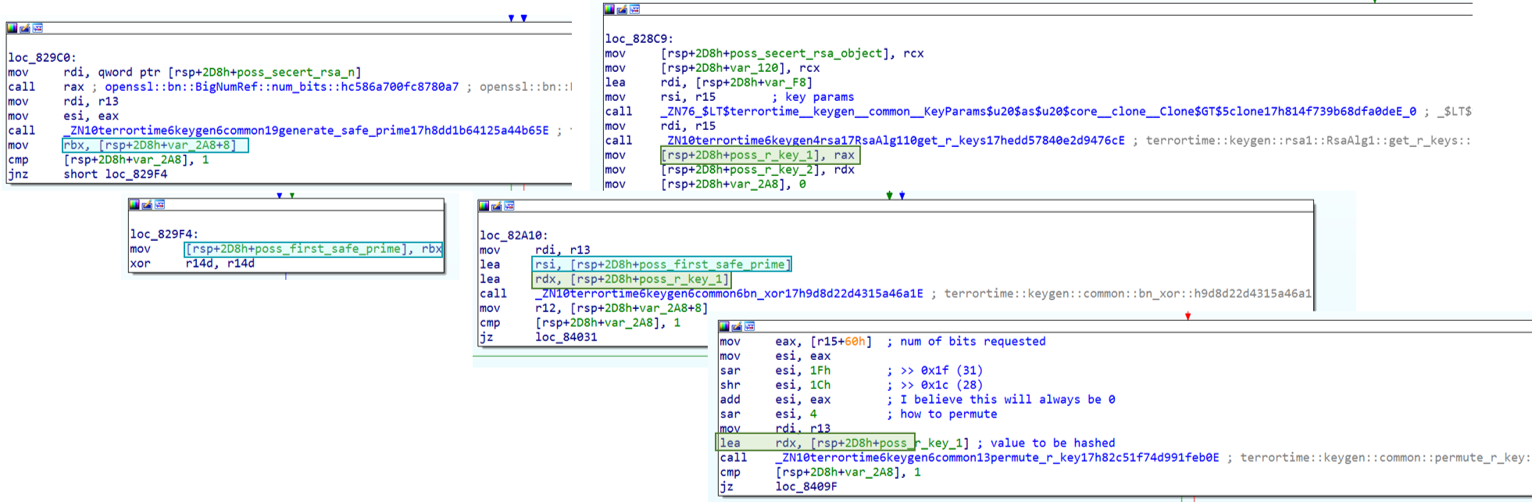 loc_829C0:
mov rdi, qword ptr [rsp+2D8h+poss_secert_rsa_n]
call rax ; openssl::bn::BigNumRef::num_bits::hc586a700fc8780a7 ; openssl::bn::
mov rdi, r13
mov esi, eax
call _ZN10terrortime6keygen6common19generate_safe_prime17h8dd1b64125a44b65E ;
mov rbx, [rsp+2D8h+var_2A8+8]
cmp [rsp+2D8h+var_2A8], 1
jnz short loc_829F4
loc_828C9:
mov [rsp+2D8h+poss_secert_rsa_object], rcx
mov [rsp+2D8h+var_120], rcx
lea rdi, [rsp+2D8h+var_F8]
mov rsi, r15 ; key params
call _ZN76_$LT$terrortime__keygen__common__KeyParams$u20$as$u20$core__clone__Clone$GT$5clone17h814f739b68dfa0deE_0 ; _$LT$
mov rdi, r15
call _ZN10terrortime6keygen4rsa17RsaAlg110get_r_keys17hedd57840e2d9476cE ; terrortime::keygen::rsa1::RsaAlg1::get_r_keys::
mov [rsp+2D8h+poss_r_key_1], rax
mov [rsp+2D8h+poss_r_key_2], rdx
mov [rsp+2D8h+var_2A8], 0
loc_829F4:
mov [rsp+2D8h+poss_first_safe_prime], rbx
xor r14d, r14d
loc_82A10:
mov rdi, r13
lea rsi, [rsp+2D8h+poss_first_safe_prime]
lea rdx, [rsp+2D8h+poss_r_key_1]
call _ZN10terrortime6keygen6common6bn_xor17h9d8d22d4315a46a1E ; terrortime::keygen::common::bn_xor::h9d8d22d4315a46a1
mov r12, [rsp+2D8h+var_2A8+8]
cmp [rsp+2D8h+var_2A8], 1
jz loc_84031
mov eax, [r15+60h] ; num of bits requested
mov esi, eax
sar esi, 1Fh ; >> 0x1f (31)
shr esi, 1Ch ; >> 0x1c (28)
add esi, eax ; I believe this will always be 0
sar esi, 4 ; how to permute
mov rdi, r13
lea rdx, [rsp+2D8h+poss_r_key_1] ; value to be hashed
call _ZN10terrortime6keygen6common13permute_r_key17h82c51f74d991feb0E ; terrortime::keygen::common::permute_r_key:
cmp [rsp+2D8h+var_2A8], 1
jz loc_8409F